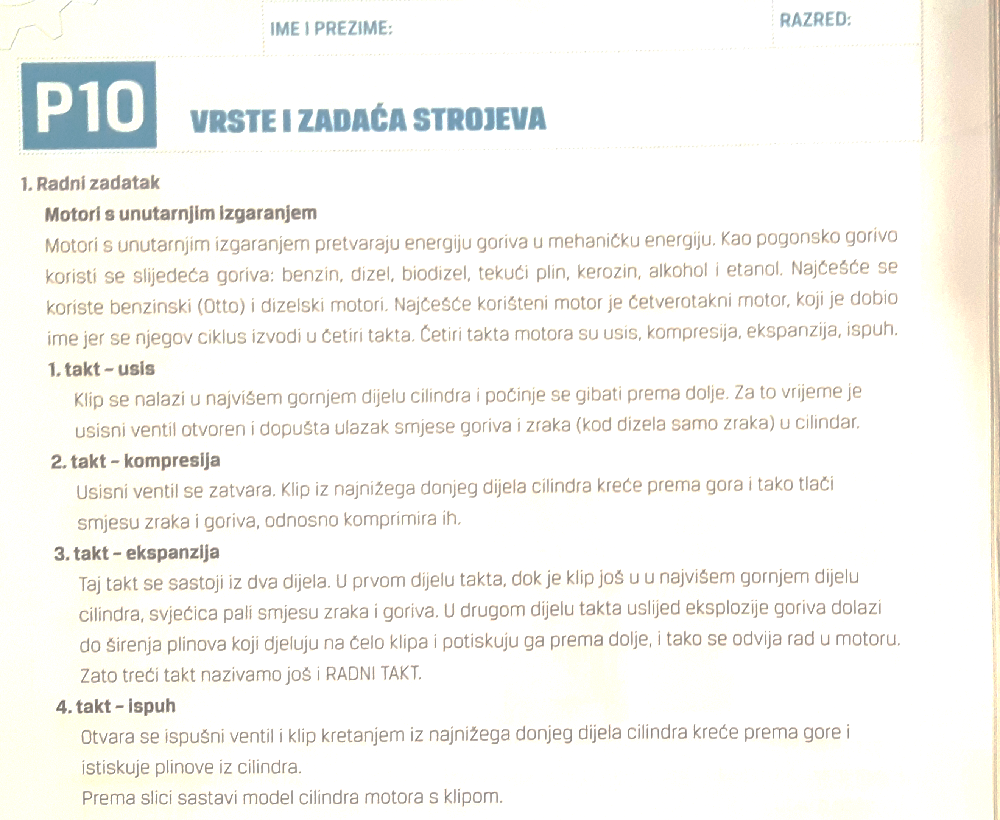 IME I PREZIME:
RAZRED:
P10
VRSTE I ZADAĆA STROJEVA
1. Radni zadatak
Motori s unutarnjim izgaranjem
Motori s unutarnjim izgaranjem pretvaraju energiju goriva u mehaničku energiju. Kao pogonsko gorivo
koristi se slijedeća goriva: benzin, dizel, biodizel, tekući plin, kerozin, alkohol i etanol. Najčešće se
koriste benzinski (Otto) i dizelski motori. Najčešće korišteni motor je četverotakni motor, koji je dobio
ime jer se njegov ciklus izvodi u četiri takta. Četiri takta motora su usis, kompresija, ekspanzija, ispuh.
1. takt – usis
Klip se nalazi u najvišem gornjem dijelu cilindra i počinje se gibati prema dolje. Za to vrijeme je
usisni ventil otvoren i dopušta ulazak smjese goriva i zraka (kod dizela samo zraka) u cilindar.
2. takt – kompresija
Usisni ventil se zatvara. Klip iz najnižega donjeg dijela cilindra kreće prema gora i tako tlači
smjesu zraka i goriva, odnosno komprimira ih.
3. takt – ekspanzija
Taj takt se sastoji iz dva dijela. U prvom dijelu takta, dok je klip još u u najvišem gornjem dijelu
cilindra, svjećica pali smjesu zraka i goriva. U drugom dijelu takta uslijed eksplozije goriva dolazi
do širenja plinova koji djeluju na čelo klipa i potiskuju ga prema dolje, i tako se odvija rad u motoru.
Zato treći takt nazivamo još i RADNI TAKT.
4. takt – ispuh
Otvara se ispušni ventil i klip kretanjem iz najnižega donjeg dijela cilindra kreće prema gore i
istiskuje plinove iz cilindra.
Prema slici sastavi model cilindra motora s klipom.